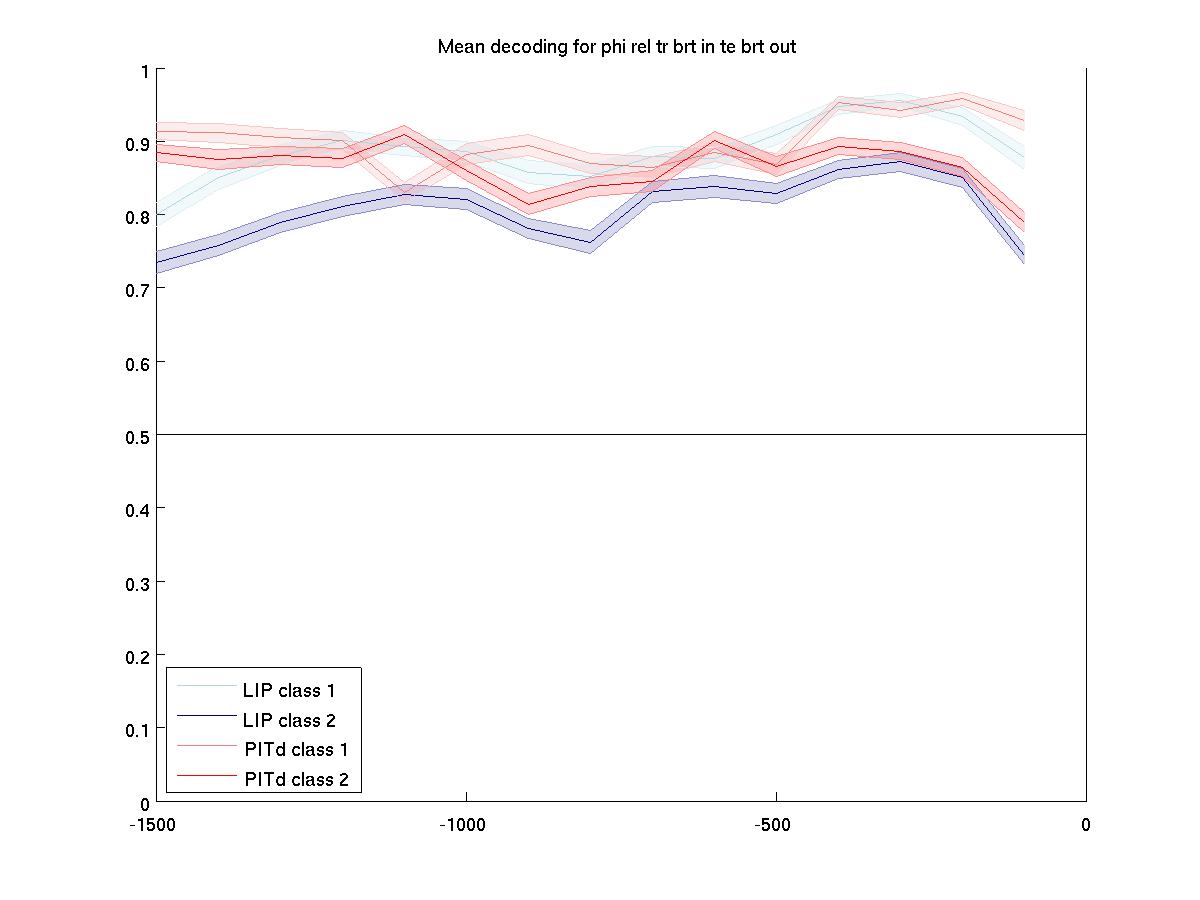 Mean decoding for phi rel tr brt in te brt out
1
0.9
0.8
0.7
0.6
0.5
0.4
0.3
0.2
0.1
0
LIP class 1
LIP class 2
PITd class 1
PITd class 2
-1500 -1000 -500 0